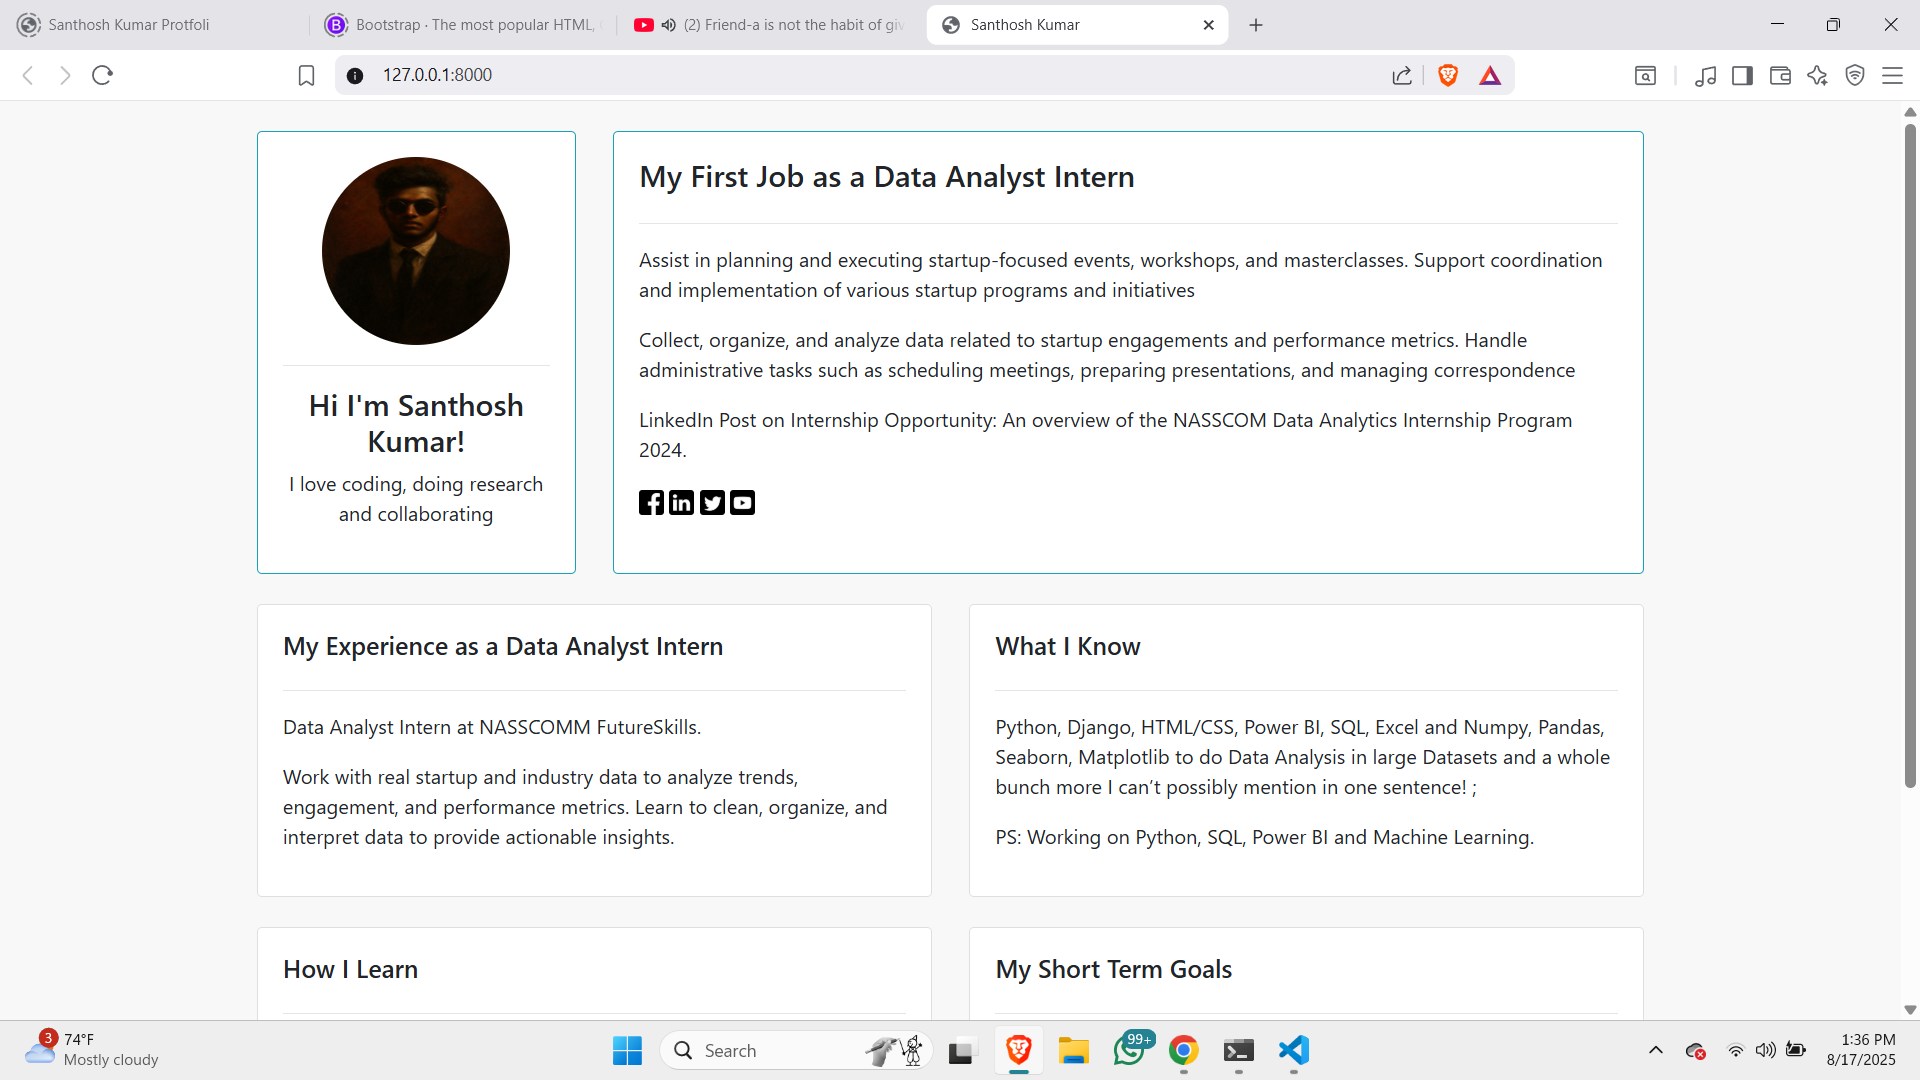 Santhosh Kumar Protfoli
Bootstrap · The most popular HTML,
(2) Friend-a is not the habit of giv
Santhosh Kumar
127.0.0.1:8000
Hi I'm Santhosh
Kumar!
I love coding, doing research
and collaborating
My First Job as a Data Analyst Intern
Assist in planning and executing startup-focused events, workshops, and masterclasses. Support coordination
and implementation of various startup programs and initiatives
Collect, organize, and analyze data related to startup engagements and performance metrics. Handle
administrative tasks such as scheduling meetings, preparing presentations, and managing correspondence
LinkedIn Post on Internship Opportunity: An overview of the NASSCOM Data Analytics Internship Program
2024.
My Experience as a Data Analyst Intern
Data Analyst Intern at NASSCOMM FutureSkills.
Work with real startup and industry data to analyze trends,
engagement, and performance metrics. Learn to clean, organize, and
interpret data to provide actionable insights.
What I Know
Python, Django, HTML/CSS, Power BI, SQL, Excel and Numpy, Pandas,
Seaborn, Matplotlib to do Data Analysis in large Datasets and a whole
bunch more I can’t possibly mention in one sentence! ;
PS: Working on Python, SQL, Power BI and Machine Learning.
How I Learn
My Short Term Goals
3
74°F
Mostly cloudy
Search
99+
1:36 PM
8/17/2025